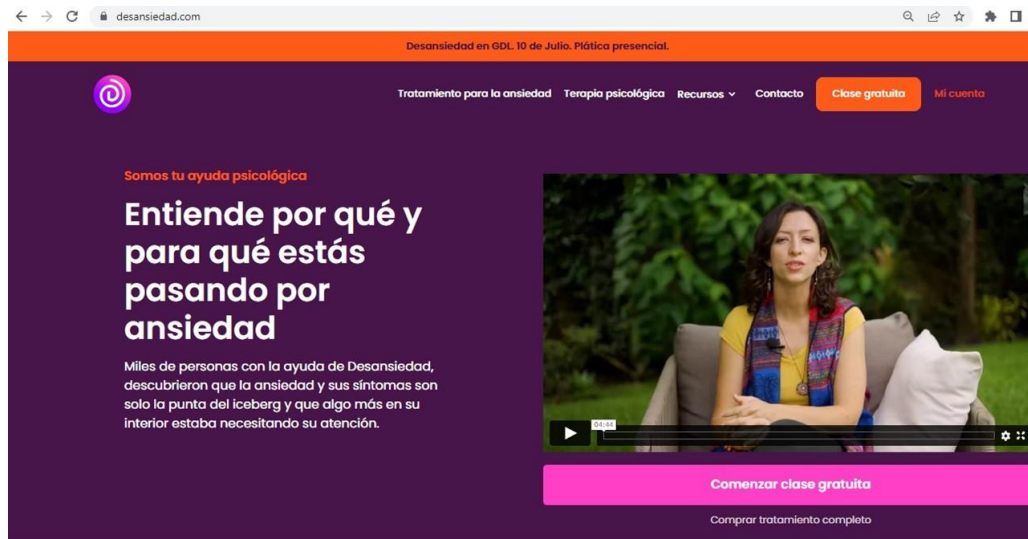 desansiedad.com
Desansiedad en GDL. 10 de Julio. Plática presencial.
Tratamiento para la ansiedad Terapia psicológica Recursos Contacto Clase gratuita Mi cuenta
Somos tu ayuda psicológica
Entiende por qué y
para qué estás
pasando por
ansiedad
Miles de personas con la ayuda de Desansiedad,
descubrieron que la ansiedad y sus síntomas son
solo la punta del iceberg y que algo más en su
interior estaba necesitando su atención.
04:44
Comenzar clase gratuita
Comprar tratamiento completo